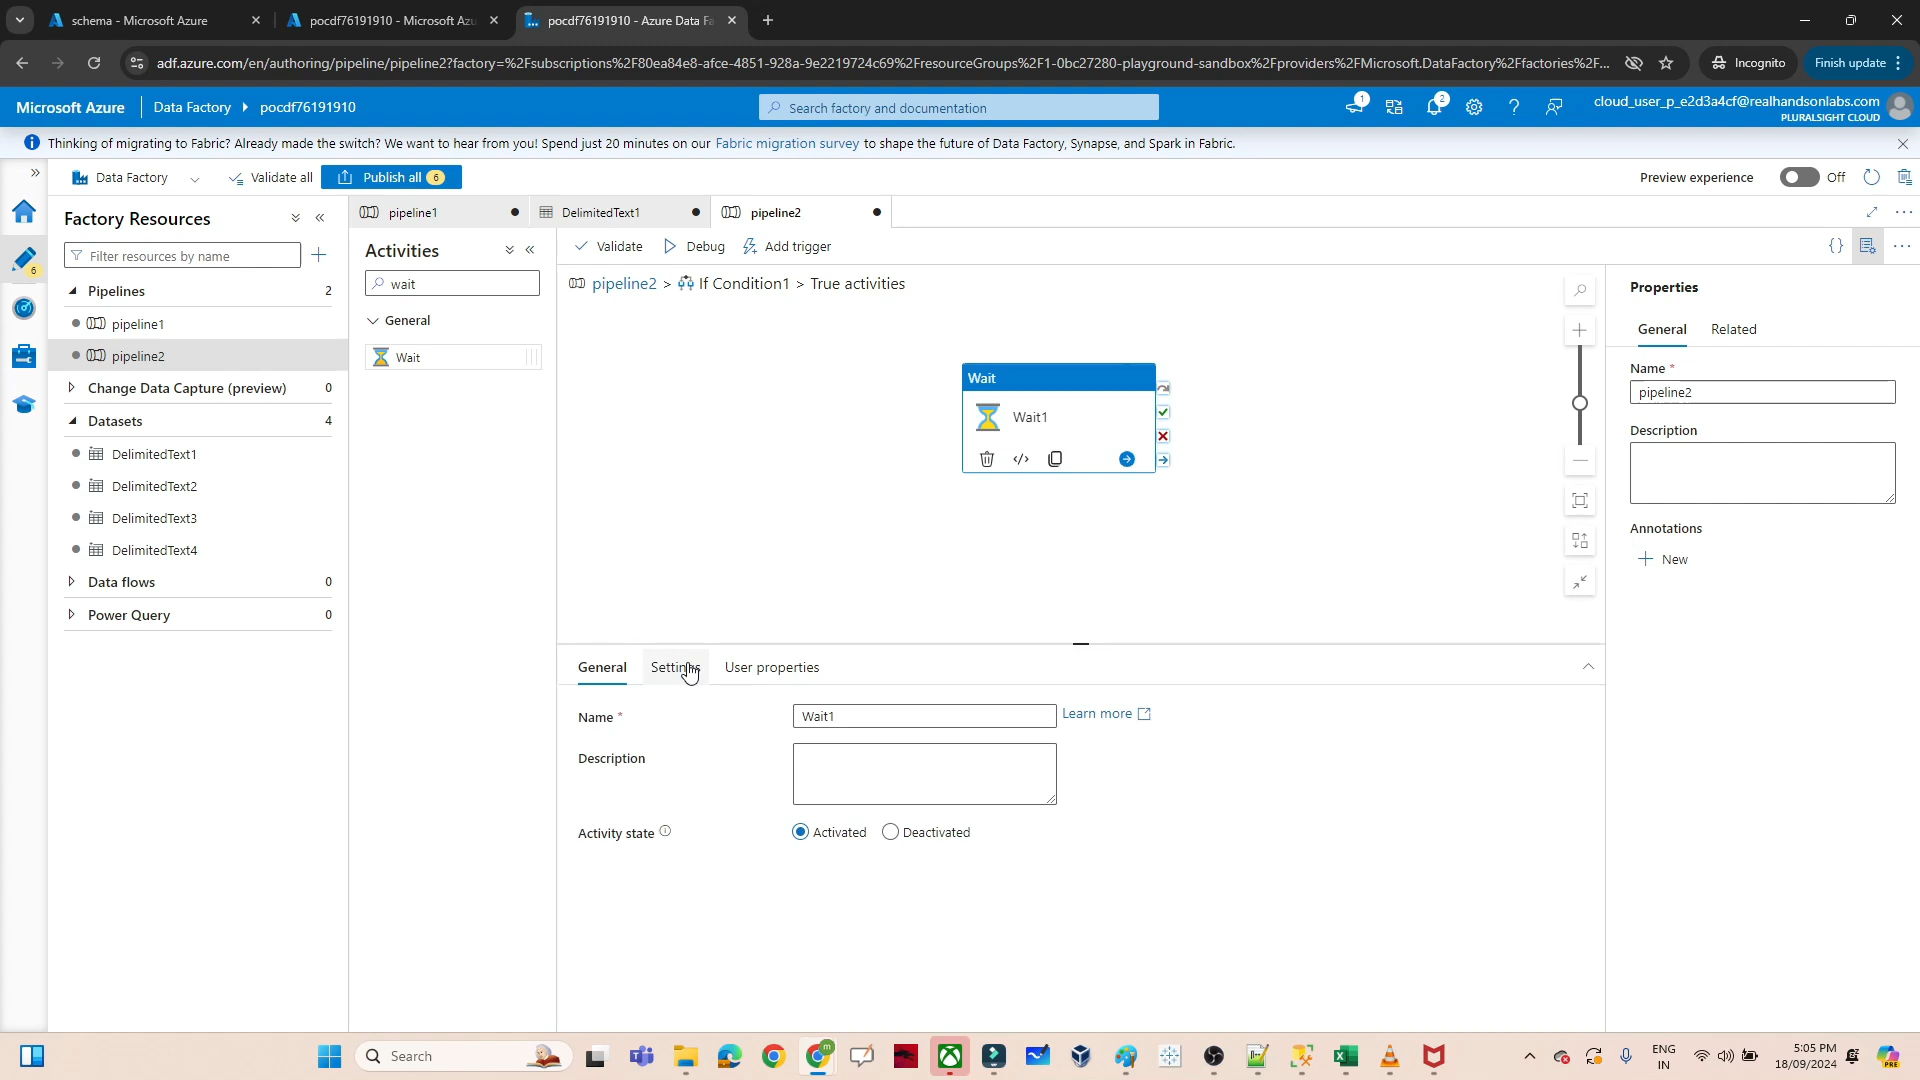 schema - Microsoft Azure
pocdf76191910 - Microsoft Azu
pocdf76191910 - Azure Data Fa
adf.azure.com/en/authoring/pipeline/pipeline2?factory=%2Fsubscriptions%2F80ea84e8-afce-4851-928a-9e2219724c69%2FresourceGroups%2F1-0bc27280-playground-sandbox%2Fproviders%2FMicrosoft.DataFactory%2Ffactories%2F...
Incognito
Finish update
Microsoft Azure
Data Factory
pocdf76191910
Search factory and documentation
1
2
cloud_user_p_e2d3a4cf@realhandsonlabs.com
PLURALSIGHT CLOUD
Thinking of migrating to Fabric? Already made the switch? We want to hear from you! Spend just 20 minutes on our Fabric migration survey to shape the future of Data Factory, Synapse, and Spark in Fabric.
Data Factory
Validate all
Publish all 6
Preview experience
Off
Factory Resources
Filter resources by name
6
Pipelines 2
pipeline1
pipeline2
Change Data Capture (preview) 0
Datasets 4
DelimitedText1
DelimitedText2
DelimitedText3
DelimitedText4
Data flows 0
Power Query 0
pipeline1
DelimitedText1
pipeline2
Activities
wait
General
Wait
Validate
Debug
Add trigger
pipeline2 > If Condition1 > True activities
Wait
Wait1
General
Settings
User properties
Name *
Wait1
Learn more
Description
Activity state
Activated
Deactivated
Properties
General
Related
Name *
pipeline2
Description
Annotations
New
Search
m
ENG
IN
5:05 PM
18/09/2024
PRE